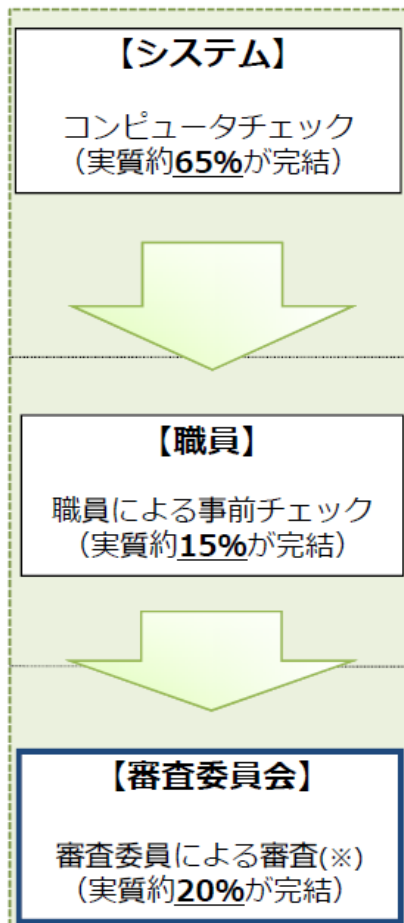 【システム】
コンピュータチェック
（実質約65%が完結）
【職員】
職員による事前チェック
（実質約15%が完結）
【審査委員会】
審査委員による審査(※)
（実質約20%が完結）